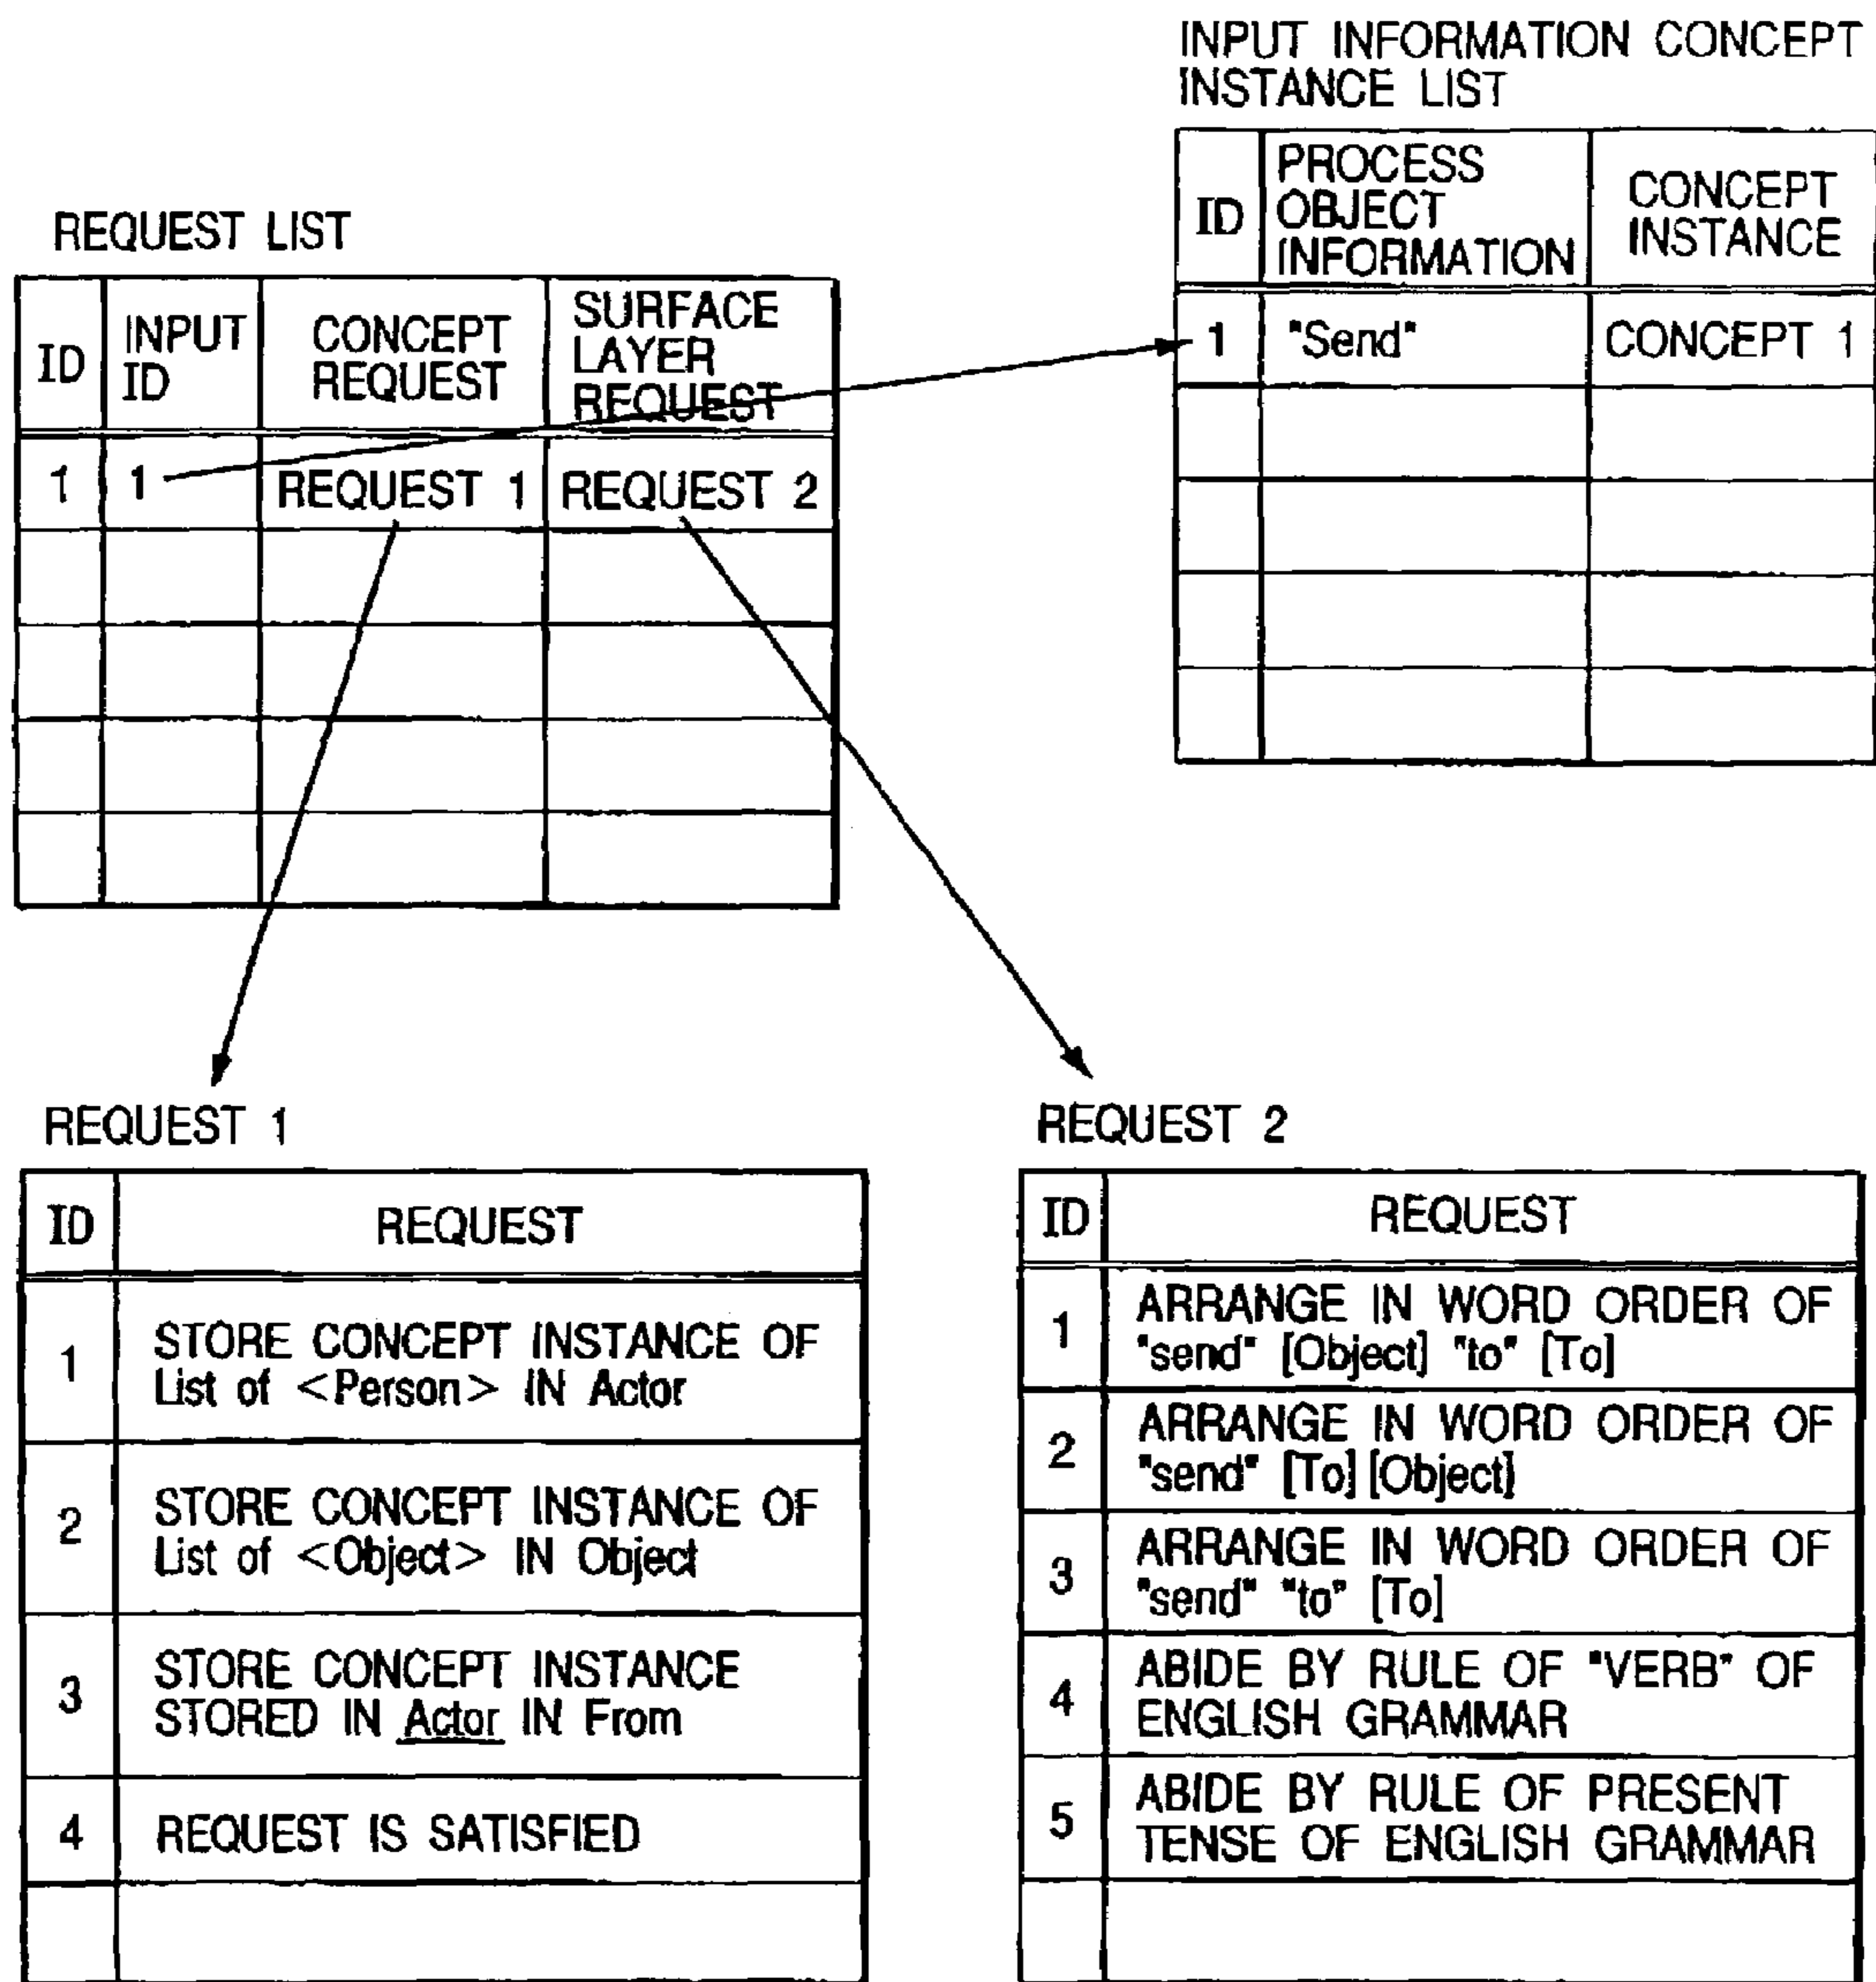 INPUT INFORMATION CONCEPT
INSTANCE LIST
ID
PROCESS
OBJECT
INFORMATION
CONCEPT
INSTANCE
1
"Send"
CONCEPT 1
REQUEST LIST
ID
INPUT
ID
CONCEPT
REQUEST
SURFACE
LAYER
REQUEST
1
1
REQUEST 1
REQUEST 2
REQUEST 1
ID
REQUEST
1
STORE CONCEPT INSTANCE OF
List of <Person> IN Actor
2
STORE CONCEPT INSTANCE OF
List of <Object> IN Object
3
STORE CONCEPT INSTANCE
STORED IN Actor IN From
4
REQUEST IS SATISFIED
REQUEST 2
ID
REQUEST
1
ARRANGE IN WORD ORDER OF
"send" [Object] "to" [To]
2
ARRANGE IN WORD ORDER OF
"send" [To] [Object]
3
ARRANGE IN WORD ORDER OF
"send" "to" [To]
4
ABIDE BY RULE OF "VERB" OF
ENGLISH GRAMMAR
5
ABIDE BY RULE OF PRESENT
TENSE OF ENGLISH GRAMMAR